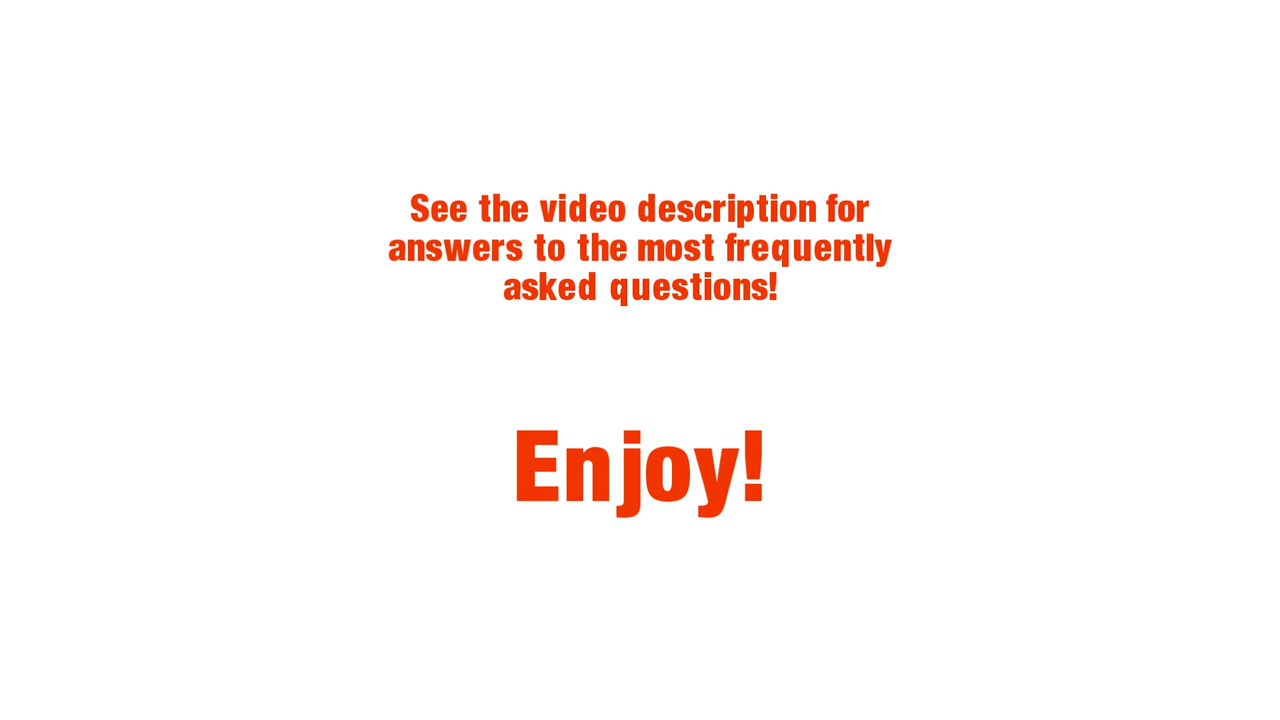 See the video description for
answers to the most frequently
asked questions!
Enjoy!